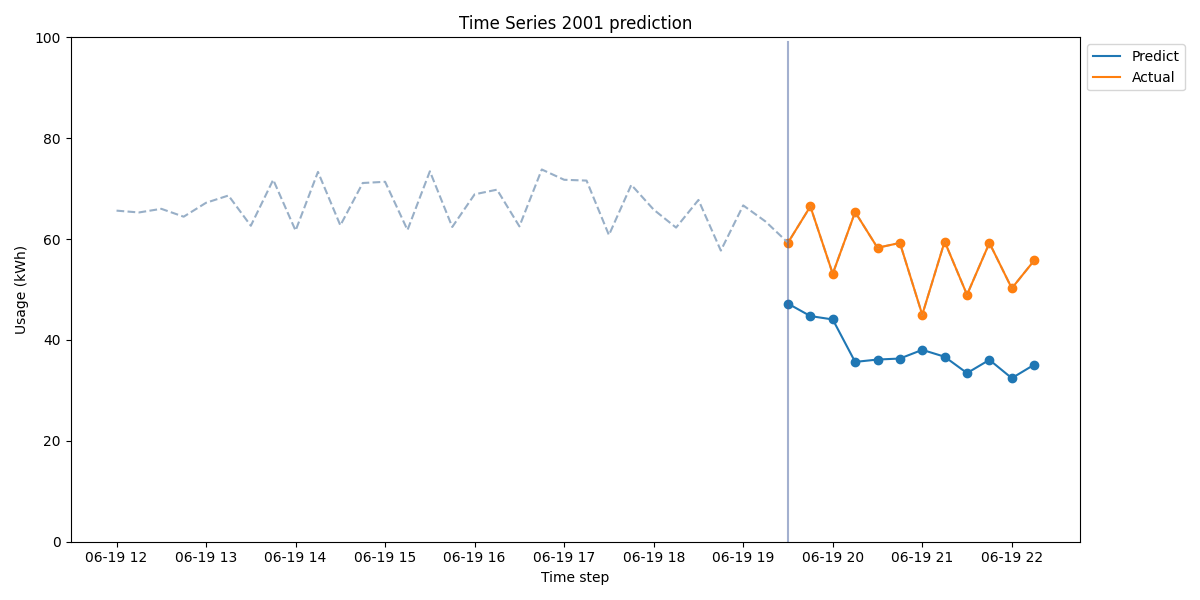 Time Series 2001 prediction
100
80
60
40
20
0
Usage (kWh)
06-19 12 06-19 13 06-19 14 06-19 15 06-19 16 06-19 17 06-19 18 06-19 19 06-19 20 06-19 21 06-19 22
Time step
Predict
Actual